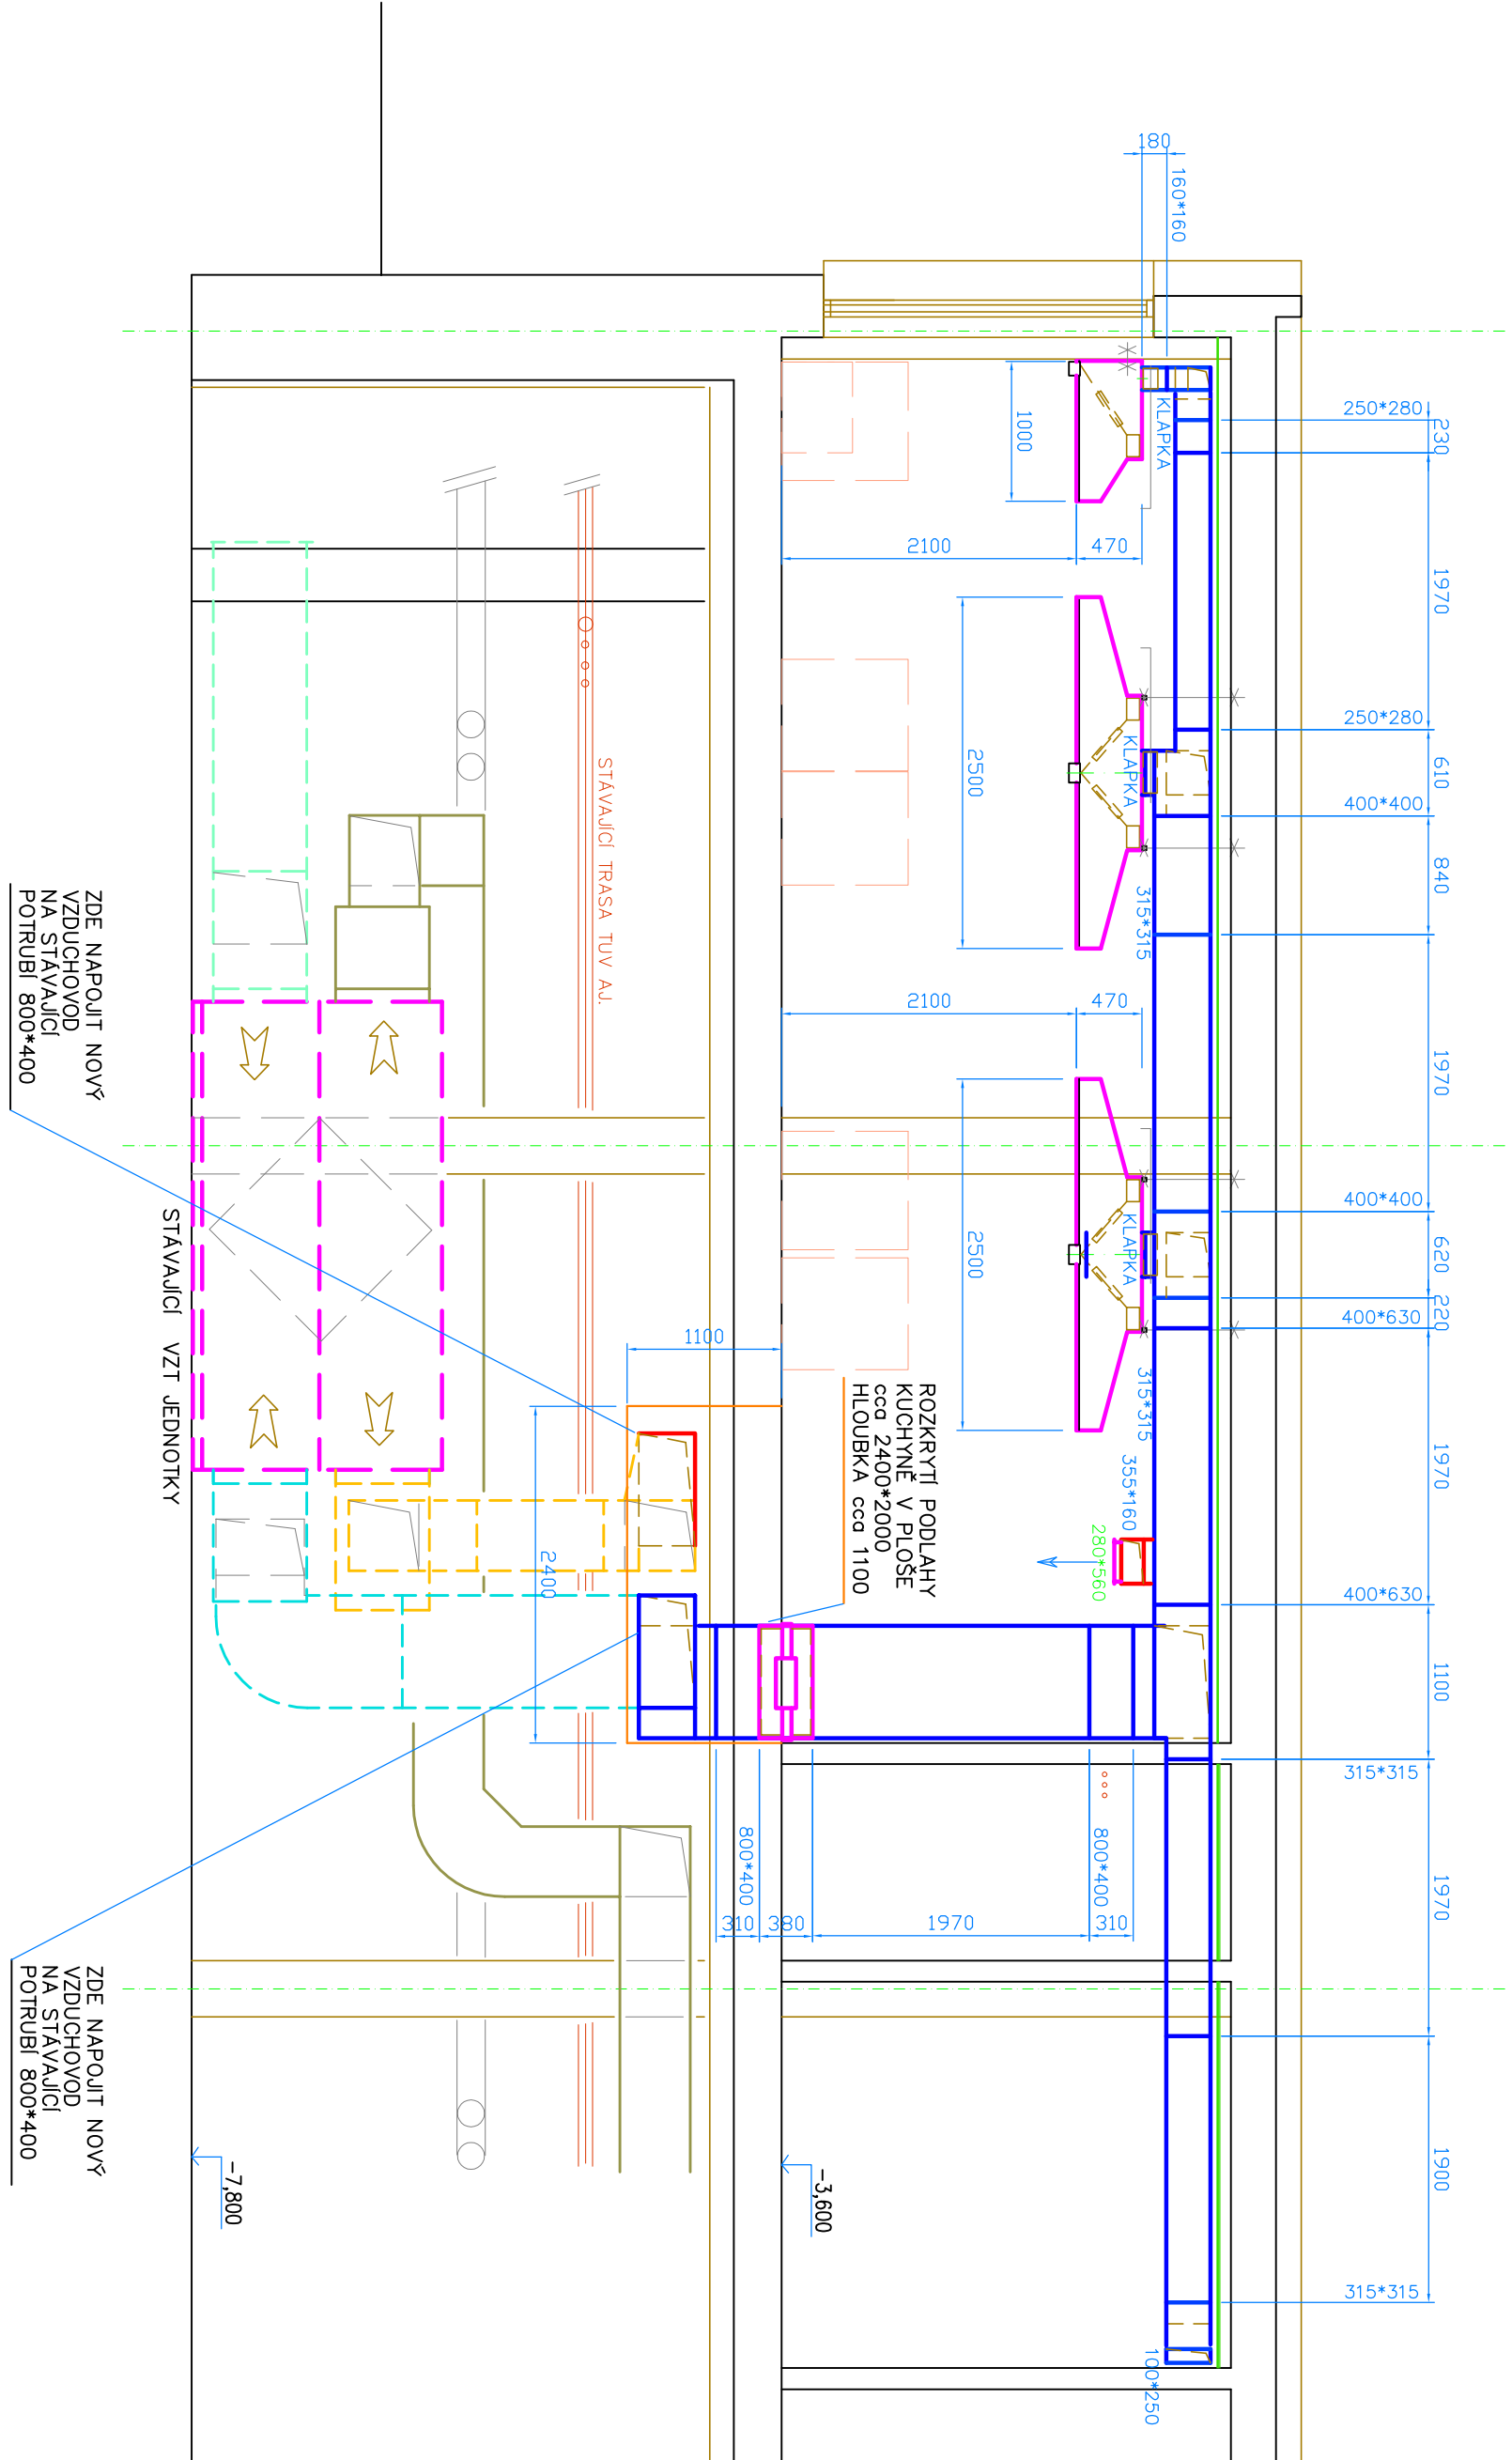 250*280
230
1970
250*280
610
400*400
840
1970
400*400
620
220
400*630
1970
400*630
1100
315*315
1970
1900
315*315
180
160*160
KLAPKA
KLAPKA
315*315
KLAPKA
315*315
355*160
280*560
100*250
1000
2100
470
2500
2100
470
2500
ROZKRYTÍ PODLAHY
KUCHYNĚ V PLOŠE
cca 2400*2000
HLOUBKA cca 1100
1100
2400
800*400
800*400
310
380
1970
310
-3,600
-7,800
STÁVAJÍCÍ TRASA TUV AJ.
STÁVAJÍCÍ VZT JEDNOTKY
ZDE NAPOJIT NOVÝ
VZDUCHOVOD
NA STÁVAJÍCÍ
POTRUBÍ 800*400
ZDE NAPOJIT NOVÝ
VZDUCHOVOD
NA STÁVAJÍCÍ
POTRUBÍ 800*400